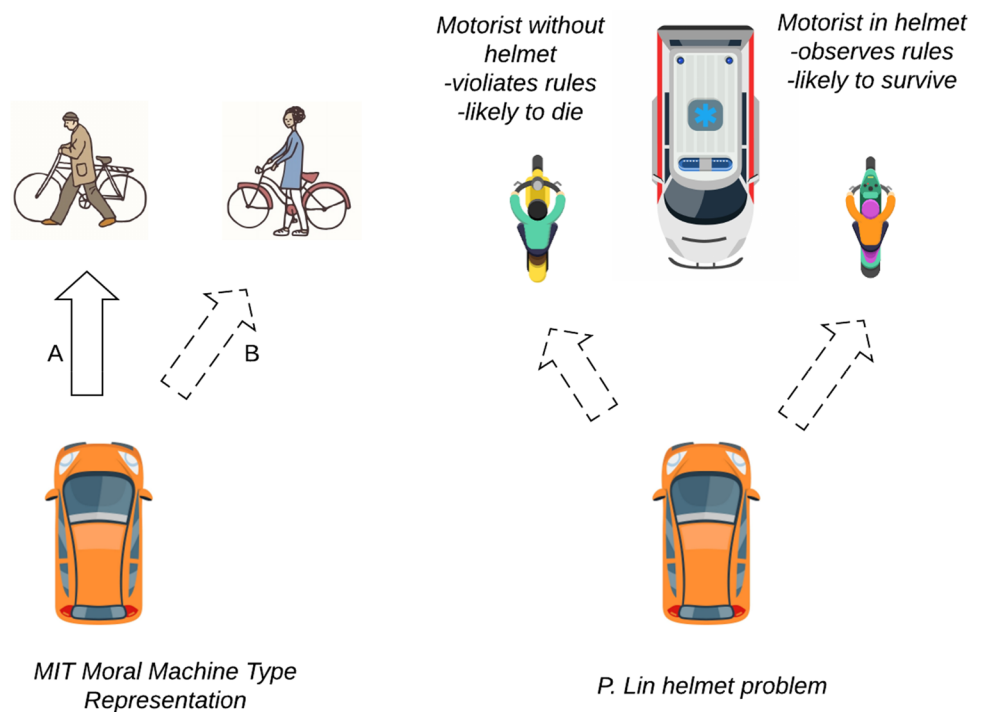 Motorist without
helmet
-violiates rules
-likely to die
Motorist in helmet
-observes rules
-likely to survive
A
B
MIT Moral Machine Type
Representation
P. Lin helmet problem